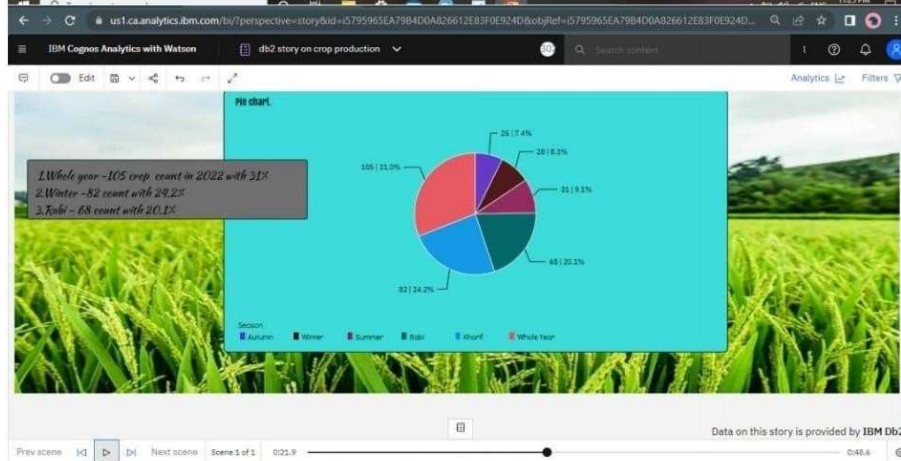 us1.ca.analytics.ibm.com/bi/?perspective=story&id=i5795965EA79B4D0A826612E83F0E924D&objRef=i5795965EA79B4D0A826612E83F0E924D...
IBM Cognos Analytics with Watson
db2 story on crop production
Search content
Edit
Analytics
Filters
Pie chart.
26 | 7.4%
28 | 8.3%
105 | 31.0%
31 | 9.1%
1.Whole year -105 crop count in 2022 with 31%
2.Winter -82 count with 24.2%
3.Rabi - 68 count with 20.1%
68 | 20.1%
82 | 24.2%
Season
Autumn Winter Summer Rabi Kharif Whole Year
Data on this story is provided by IBM Db2
Prev scene Next scene Scene 1 of 1 0:21.9 0:48.6